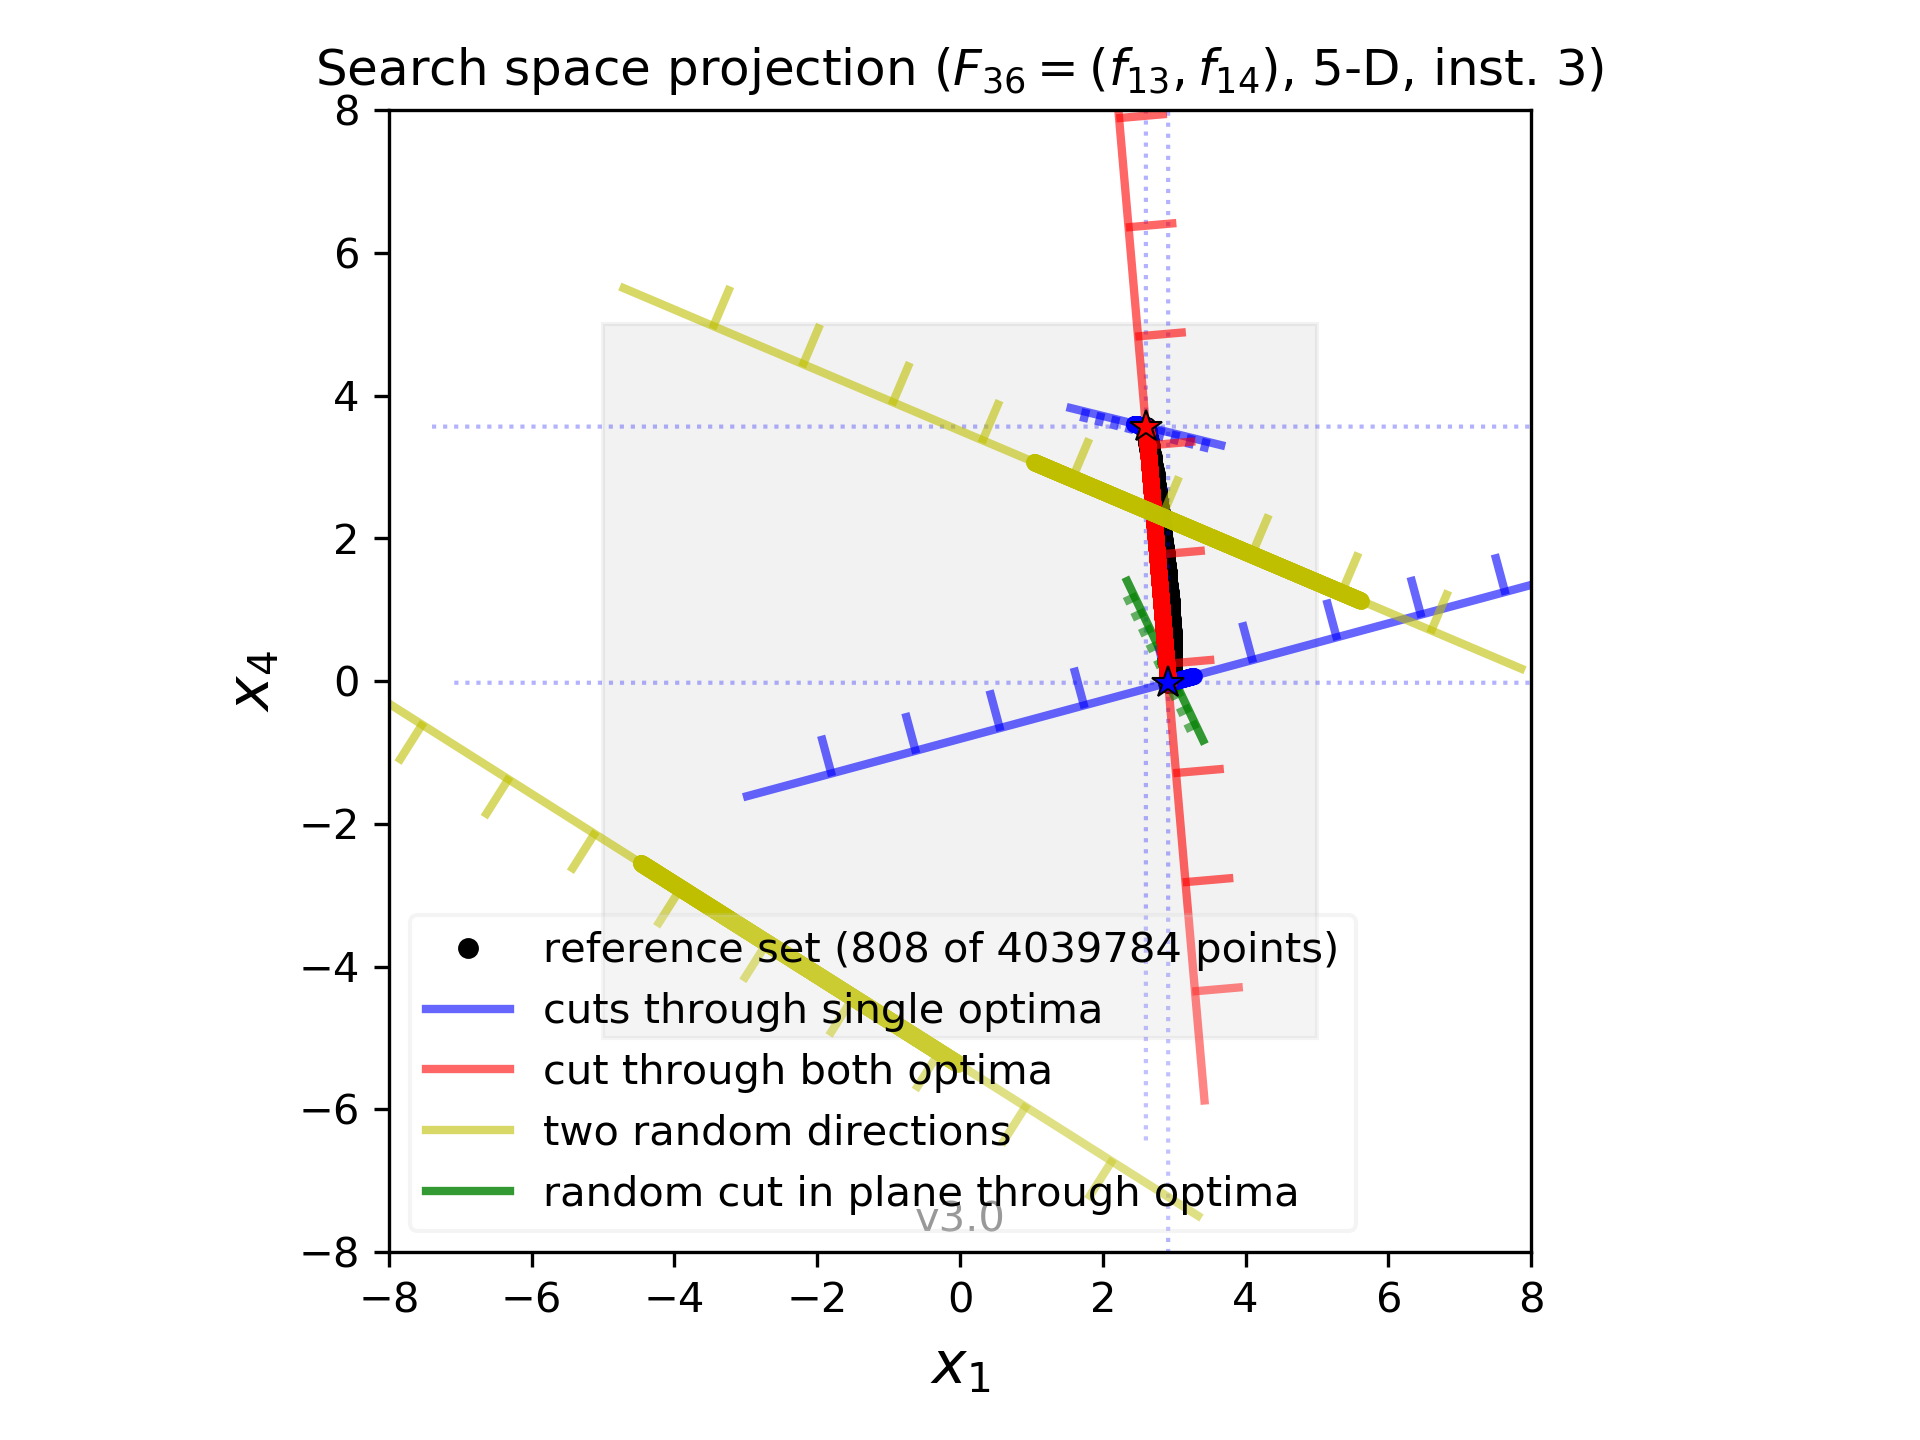 Search space projection (F36 = (f13, f14), 5-D, inst. 3)
8
6
4
2
0
−2
−4
−6
−8
x4
reference set (808 of 4039784 points)
cuts through single optima
cut through both optima
two random directions
random cut in plane through optima
v3.0
−8 −6 −4 −2 0 2 4 6 8
x1